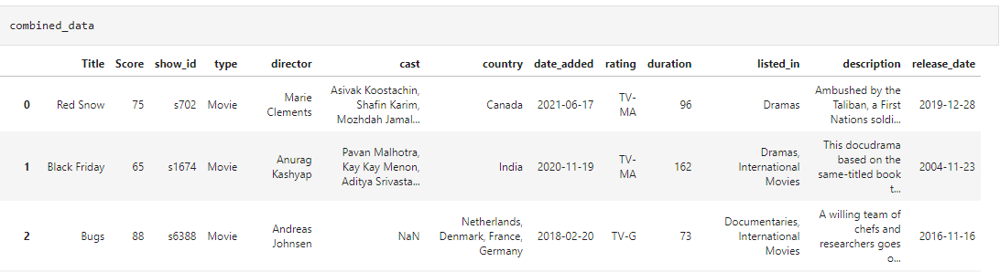 combined_data
Title Score show_id type director cast country date_added rating duration listed_in description release_date
0 Red Snow 75 s702 Movie Marie Clements Asivak Koostachin, Shafin Karim, Mozhdah Jamal... Canada 2021-06-17 TV-MA 96 Dramas Ambushed by the Taliban, a First Nations soldi... 2019-12-28
1 Black Friday 65 s1674 Movie Anurag Kashyap Pavan Malhotra, Kay Kay Menon, Aditya Srivasta... India 2020-11-19 TV-MA 162 Dramas, International Movies This docudrama based on the same-titled book t... 2004-11-23
2 Bugs 88 s6388 Movie Andreas Johnsen NaN Netherlands, Denmark, France, Germany 2018-02-20 TV-G 73 Documentaries, International Movies A willing team of chefs and researchers goes o... 2016-11-16